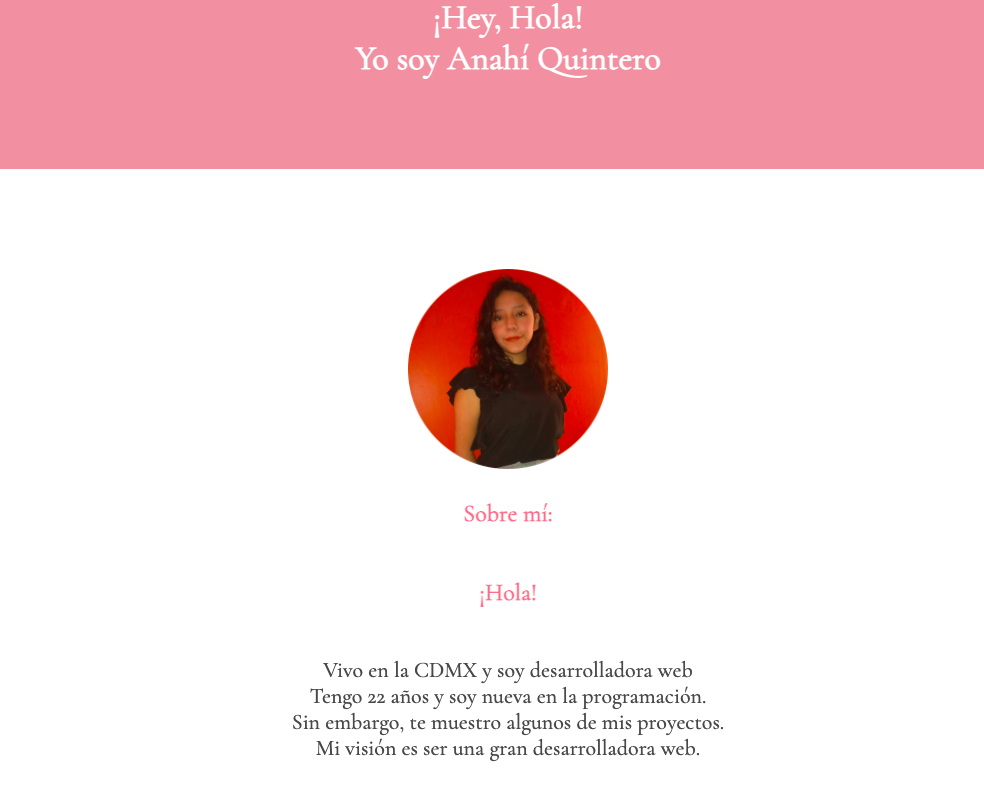 ¡Hey, Hola!
Yo soy Anahí Quintero
Sobre mí:
¡Hola!
Vivo en la CDMX y soy desarrolladora web
Tengo 22 años y soy nueva en la programación.
Sin embargo, te muestro algunos de mis proyectos.
Mi visión es ser una gran desarrolladora web.